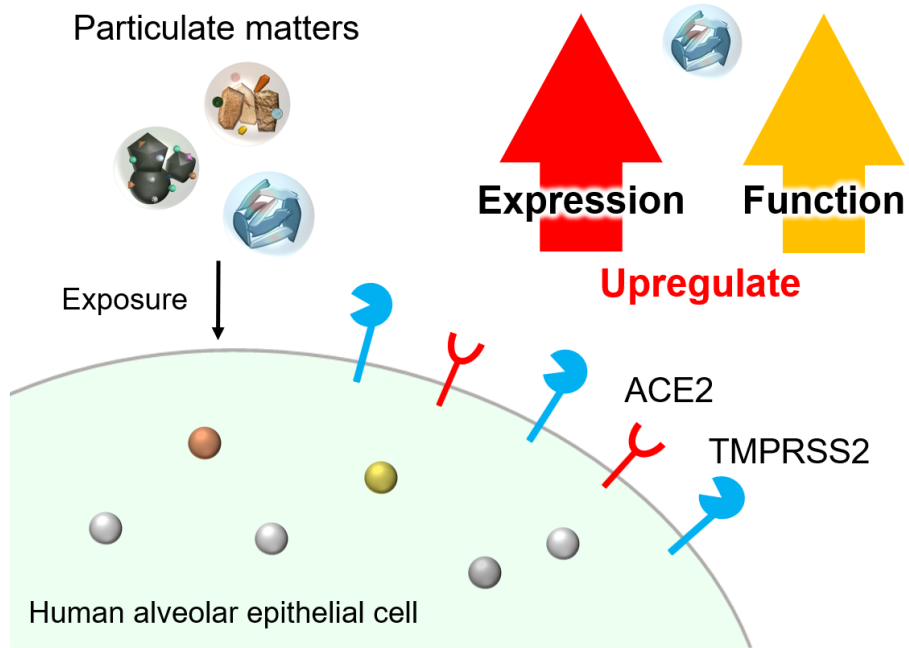 Particulate matters
Expression
Function
Upregulate
Exposure
ACE2
TMPRSS2
Human alveolar epithelial cell